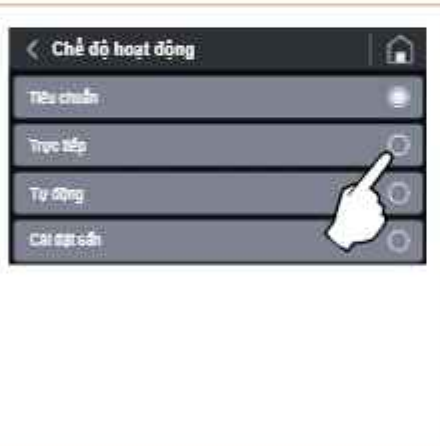 Chế độ hoạt động
Tiêu chuẩn
Trực tiếp
Tự động
Cài đặt sẵn